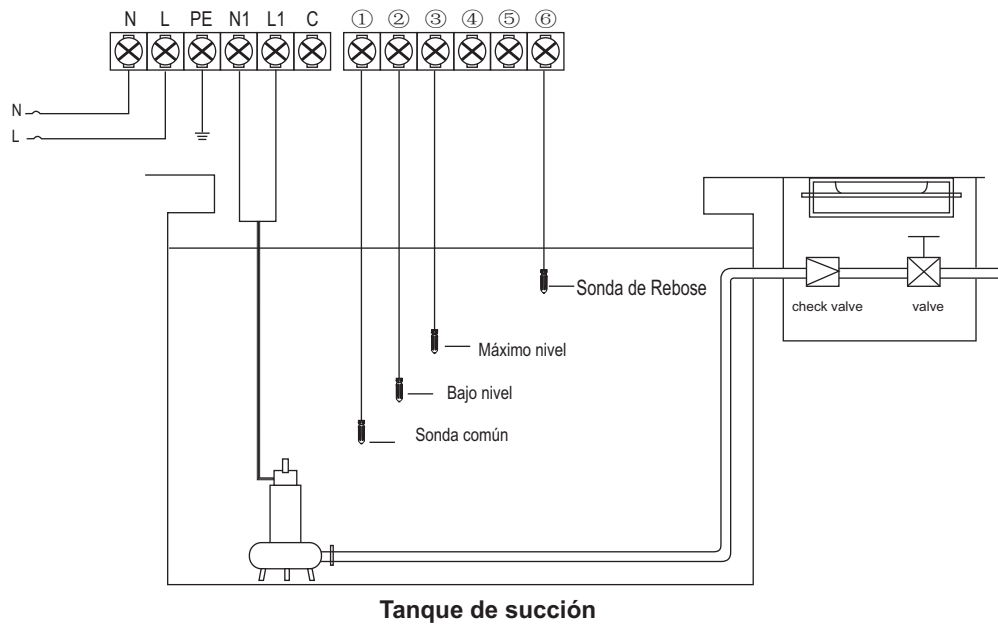 N L PE N1 L1 C ① ② ③ ④ ⑤ ⑥
N
L
Sonda de Rebose
check valve
valve
Máximo nivel
Bajo nivel
Sonda común
Tanque de succión